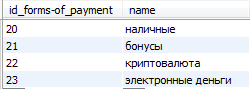 id_forms-of_payment name
20 наличные
21 бонусы
22 криптовалюта
23 электронные деньги